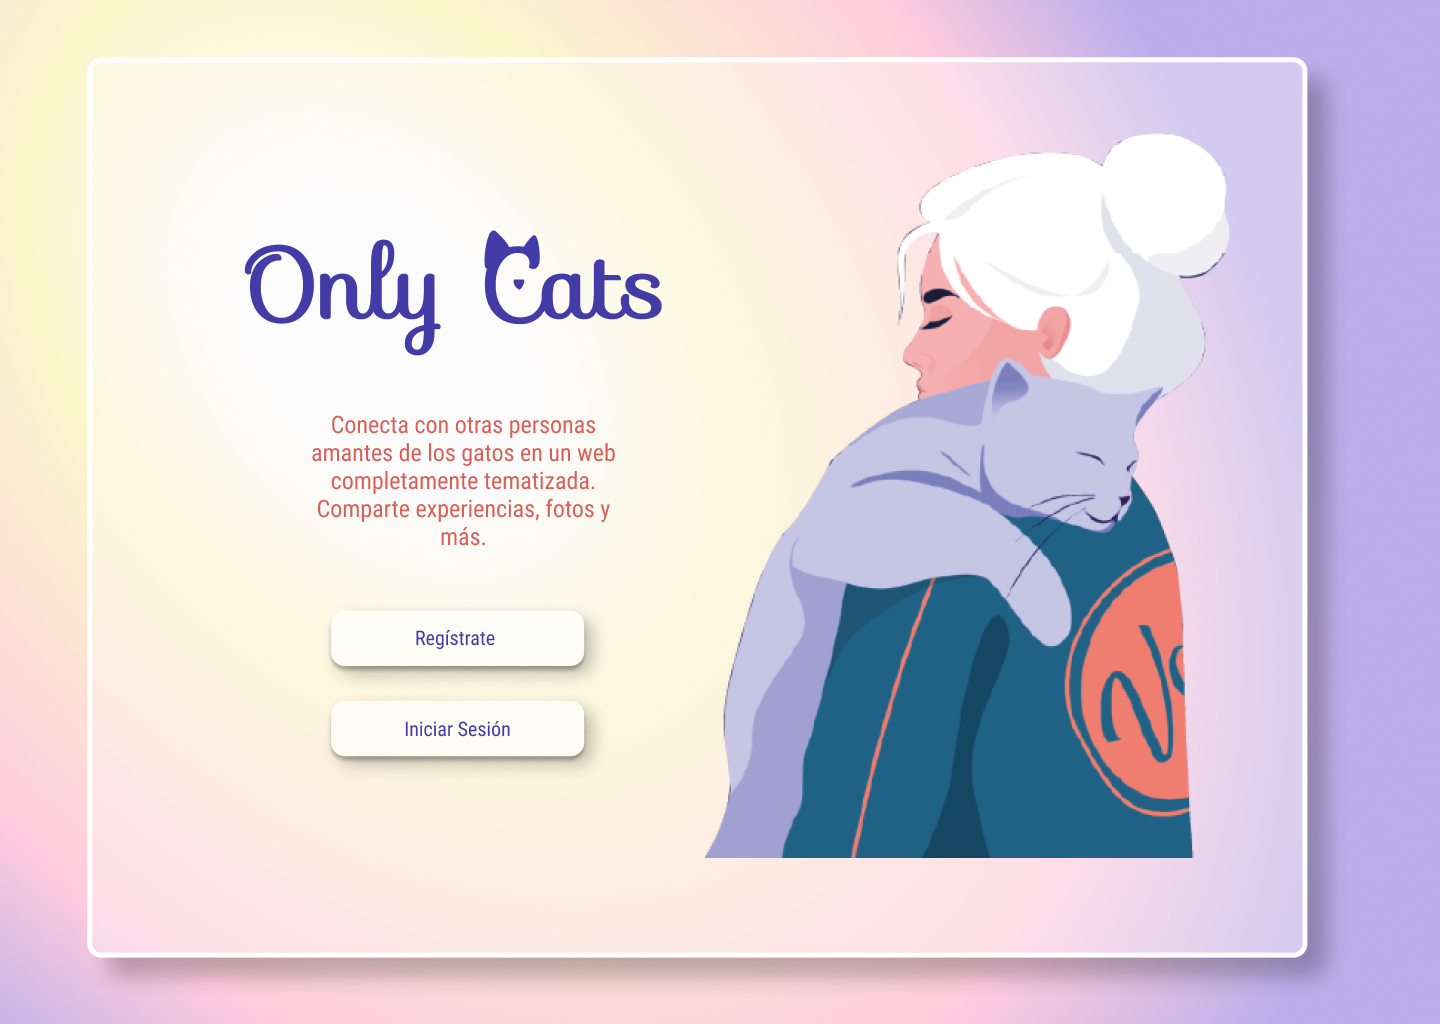 Only Cats
Conecta con otras personas
amantes de los gatos en un web
completamente tematizada.
Comparte experiencias, fotos y
más.
Regístrate
Iniciar Sesión